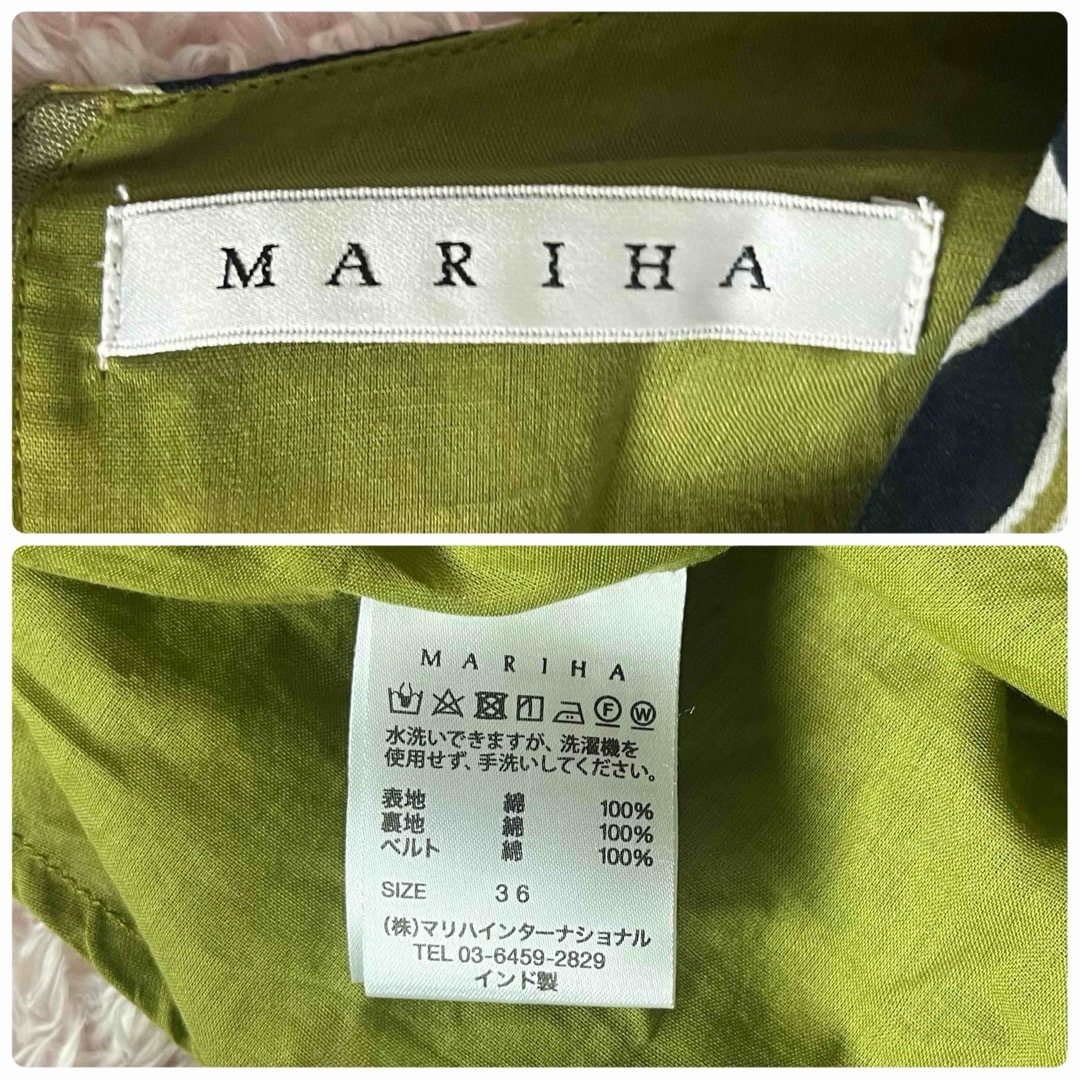 MARIHA
MARIHA
F W
水洗いできますが、洗濯機を
使用せず、手洗いしてください。
表地 綿 100%
裏地 綿 100%
ベルト 綿 100%
SIZE 36
(株)マリハインターナショナル
TEL 03-6459-2829
インド製